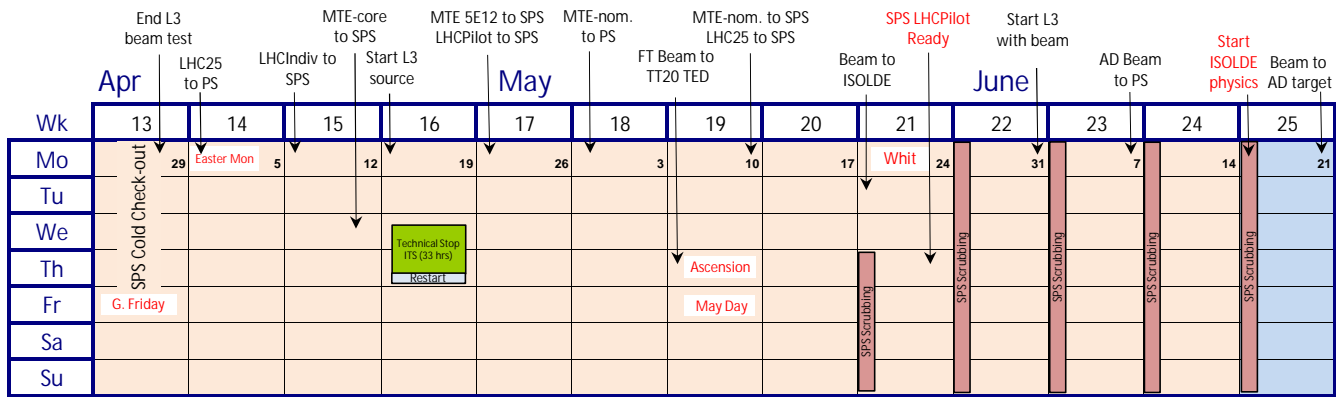 End L3
beam test
LHC25
to PS
LHCIndiv to
SPS
MTE-core
to SPS
Start L3
source
MTE 5E12 to SPS
LHCPilot to SPS
MTE-nom.
to PS
FT Beam to
TT20 TED
MTE-nom. to SPS
LHC25 to SPS
Beam to
ISOLDE
SPS LHCPilot
Ready
Start L3
with beam
AD Beam
to PS
Start
ISOLDE
physics
Beam to
AD target
Apr May June
Wk 13 14 15 16 17 18 19 20 21 22 23 24 25
Mo 29 Easter Mon 5 12 19 26 3 10 17 Whit 24 31 7 14 21
Tu
We
Th
Fr
Sa
Su
SPS Cold Check-out
G. Friday
Technical Stop
ITS (33 hrs)
Restart
Ascension
May Day
SPS Scrubbing
SPS Scrubbing
SPS Scrubbing
SPS Scrubbing
SPS Scrubbing